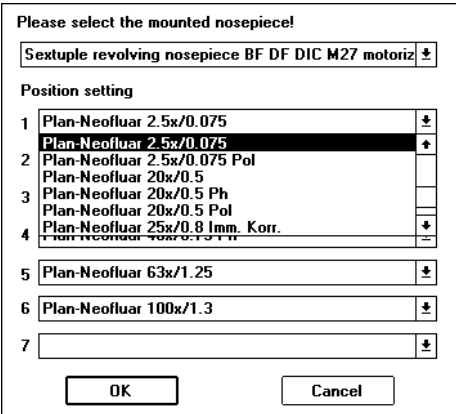 Please select the mounted nosepiece!
Sextuple revolving nosepiece BF DF DIC M27 motoriz
Position setting
1 Plan-Neofluar 2.5x/0.075
Plan-Neofluar 2.5x/0.075
2 Plan-Neofluar 2.5x/0.075 Pol
Plan-Neofluar 20x/0.5
3 Plan-Neofluar 20x/0.5 Ph
Plan-Neofluar 20x/0.5 Pol
Plan-Neofluar 25x/0.8 Imm. Korr.
4
5 Plan-Neofluar 63x/1.25
6 Plan-Neofluar 100x/1.3
7
OK Cancel